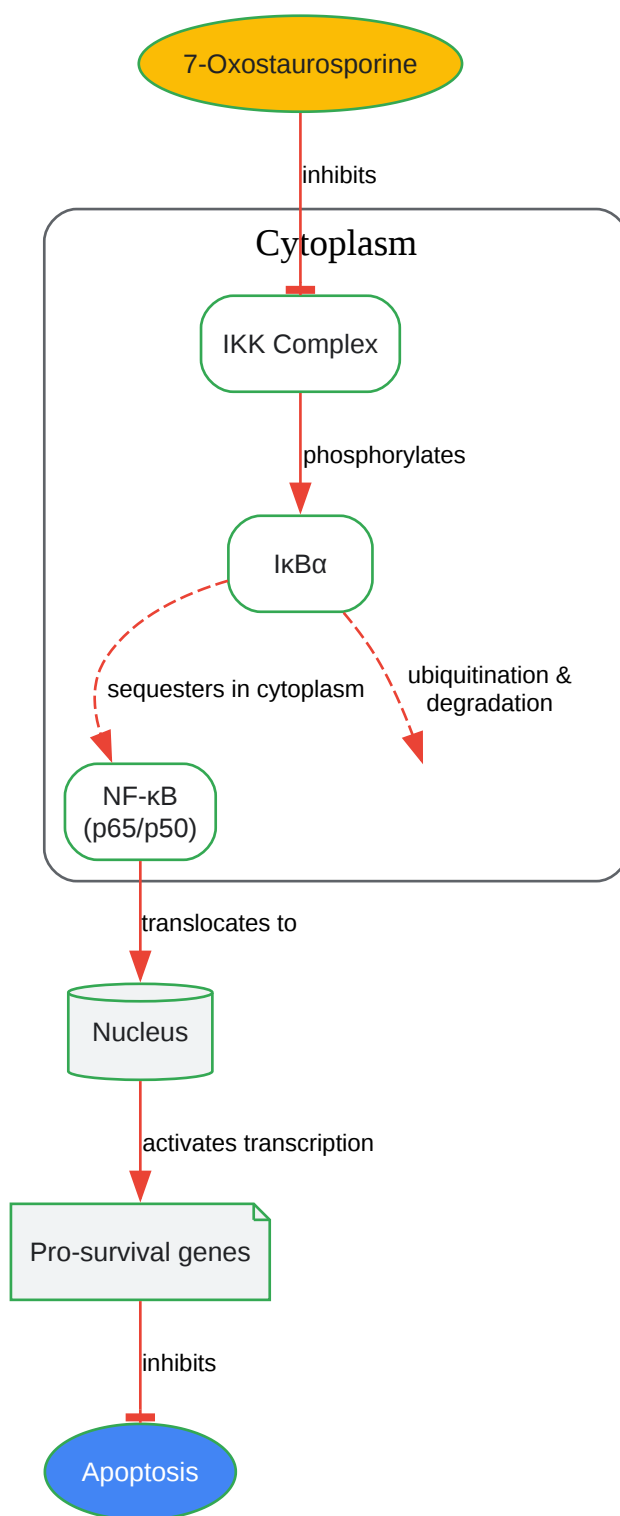 7-Oxostaurosporine
inhibits
Cytoplasm
IKK Complex
phosphorylates
IκBα
sequesters in cytoplasm
ubiquitination &
degradation
NF-κB
(p65/p50)
translocates to
Nucleus
activates transcription
Pro-survival genes
inhibits
Apoptosis